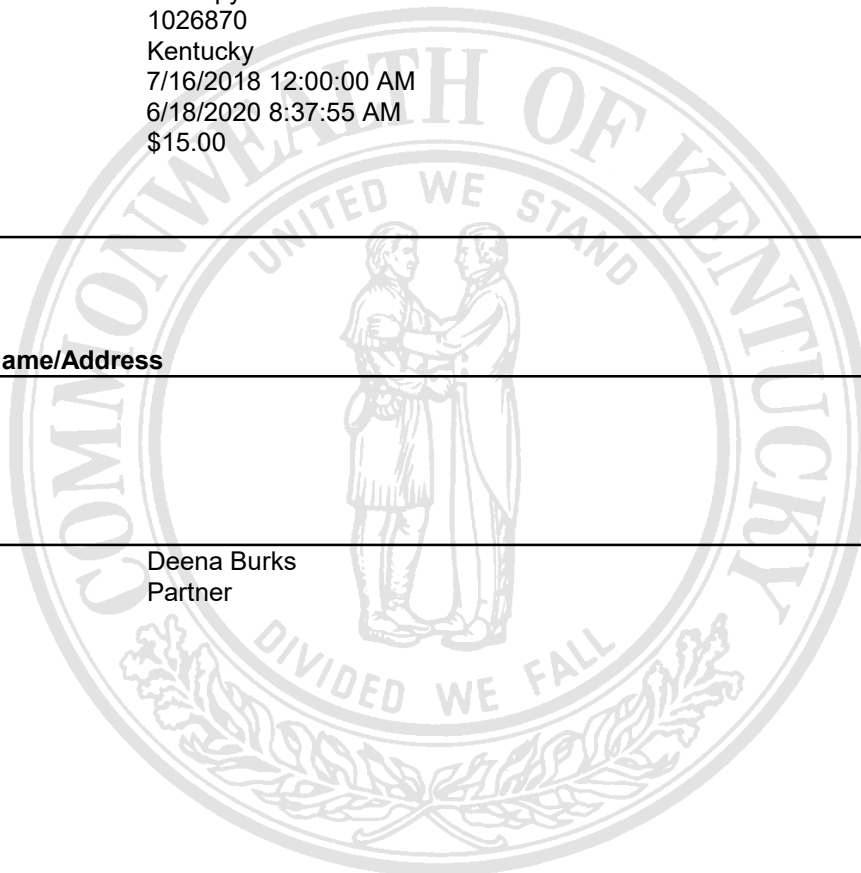 1026870
Kentucky
7/16/2018 12:00:00 AM
6/18/2020 8:37:55 AM
$15.00
COMMONWEALTH OF KENTUCKY
UNITED WE STAND
ame/Address
Deena Burks
Partner
DIVIDED WE FALL